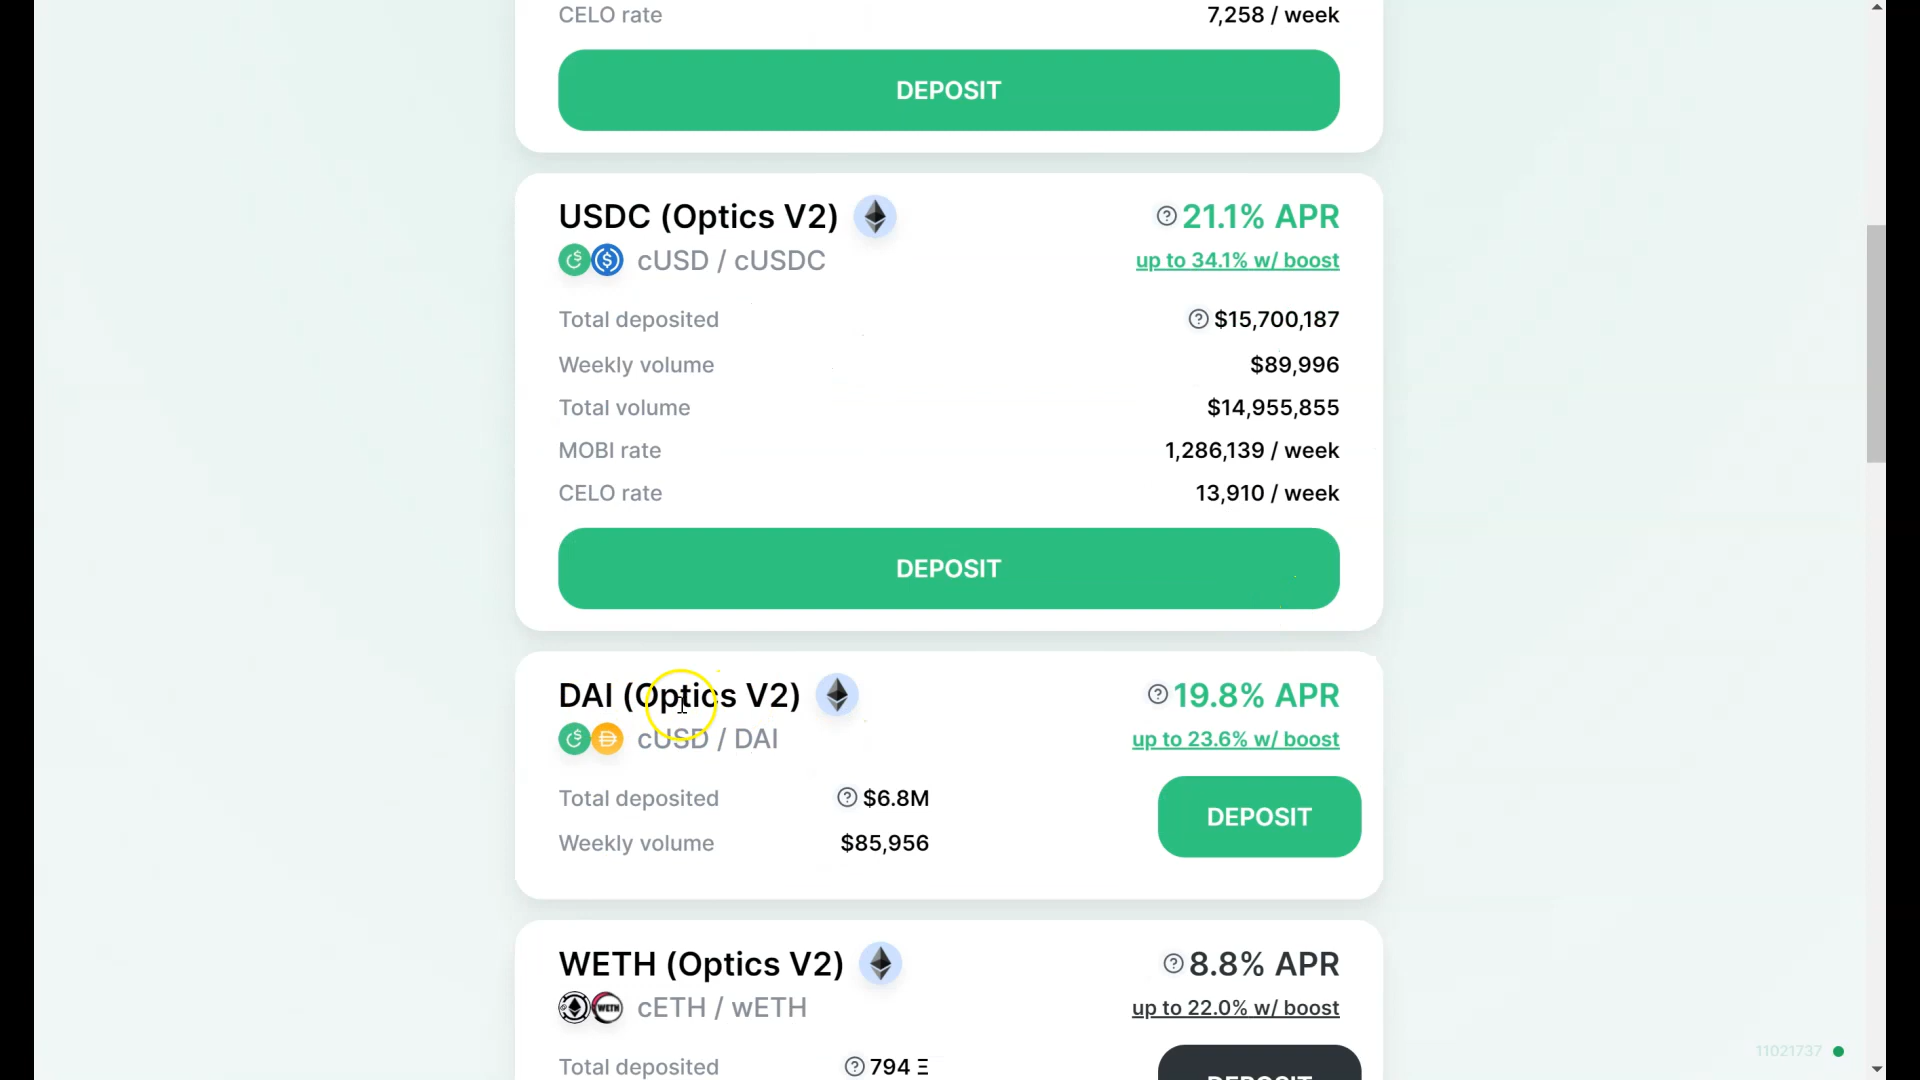 CELO rate 7,258 / week
DEPOSIT
USDC (Optics V2) 21.1% APR
cUSD / cUSDC up to 34.1% w/ boost
Total deposited $15,700,187
Weekly volume $89,996
Total volume $14,955,855
MOBI rate 1,286,139 / week
CELO rate 13,910 / week
DEPOSIT
DAI (Optics V2) 19.8% APR
cUSD / DAI up to 23.6% w/ boost
Total deposited $6.8M
DEPOSIT
Weekly volume $85,956
WETH (Optics V2) 8.8% APR
WETH cETH / wETH up to 22.0% w/ boost
Total deposited 794 Ξ
DEPOSIT
11021737